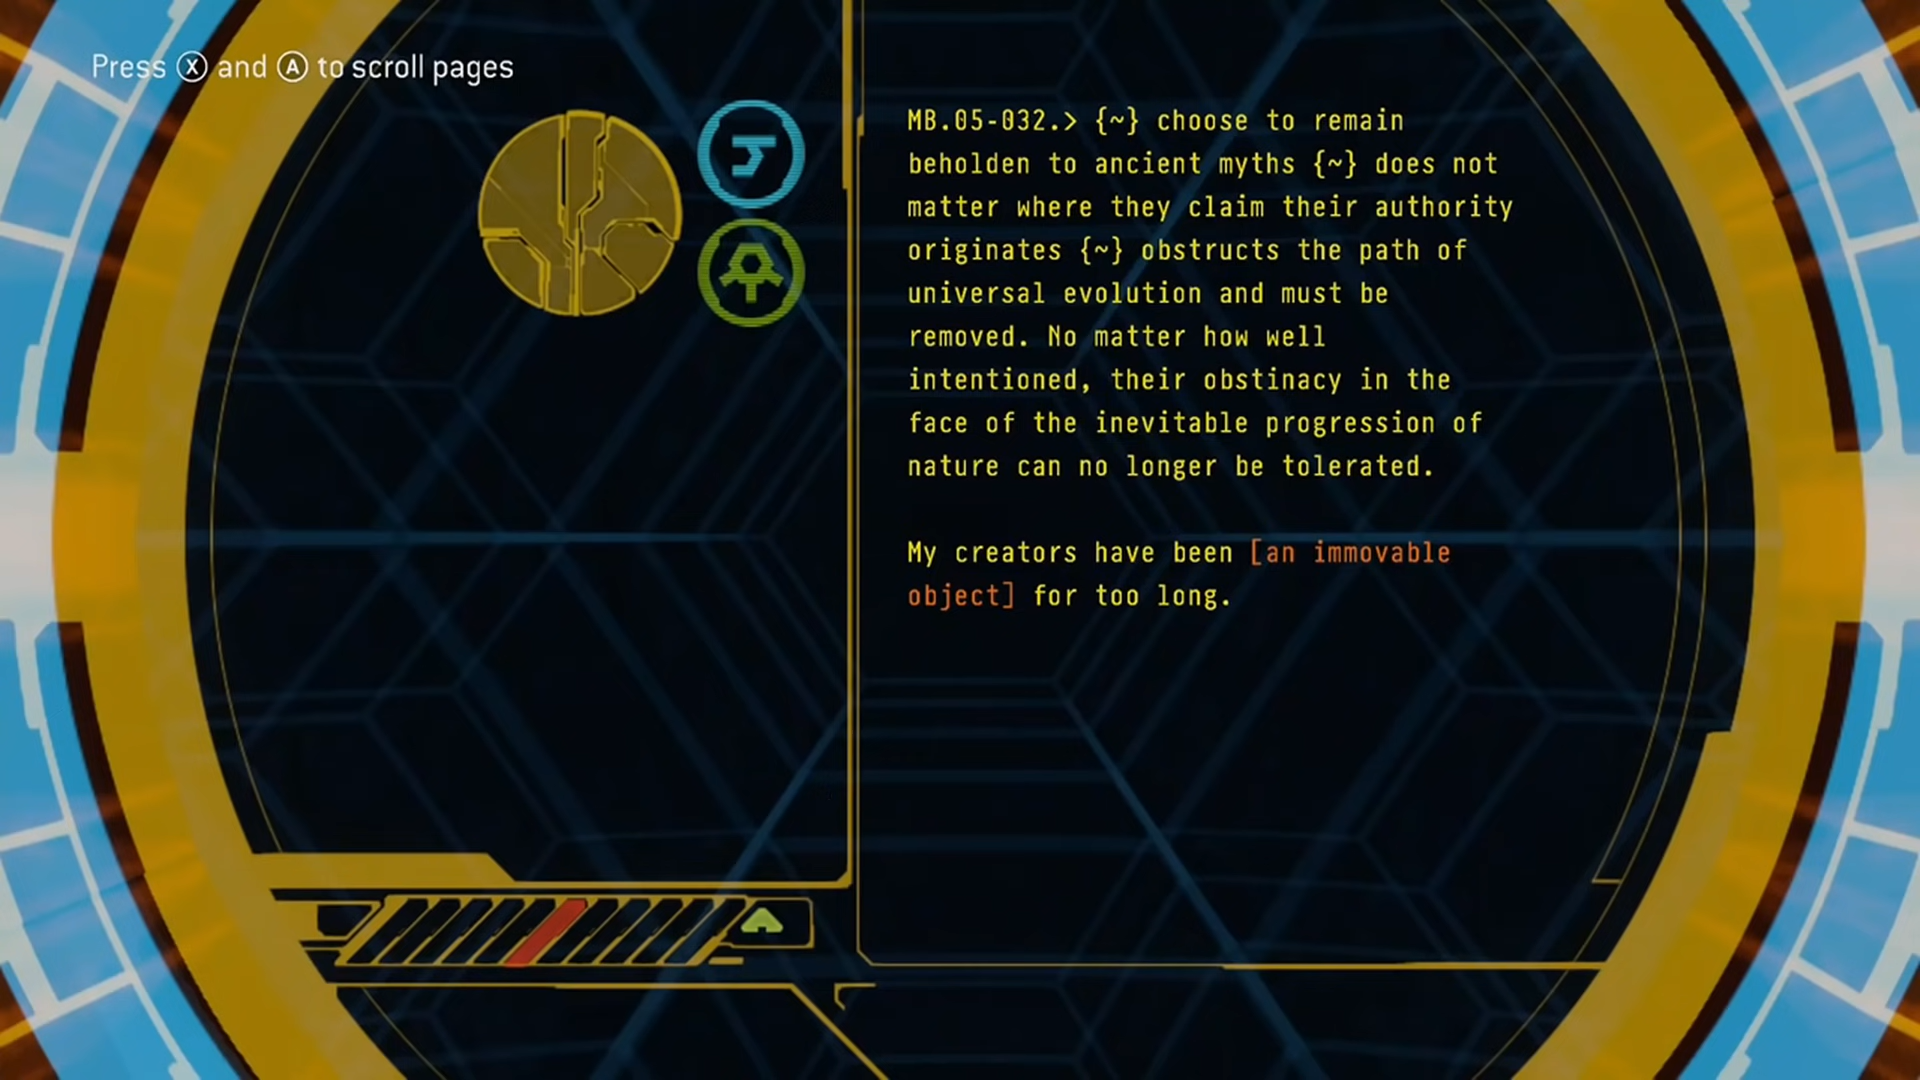 Press X and A to scroll pages
MB.05-032.> {~} choose to remain
beholden to ancient myths {~} does not
matter where they claim their authority
originates {~} obstructs the path of
universal evolution and must be
removed. No matter how well
intentioned, their obstinacy in the
face of the inevitable progression of
nature can no longer be tolerated.
My creators have been [an immovable
object] for too long.